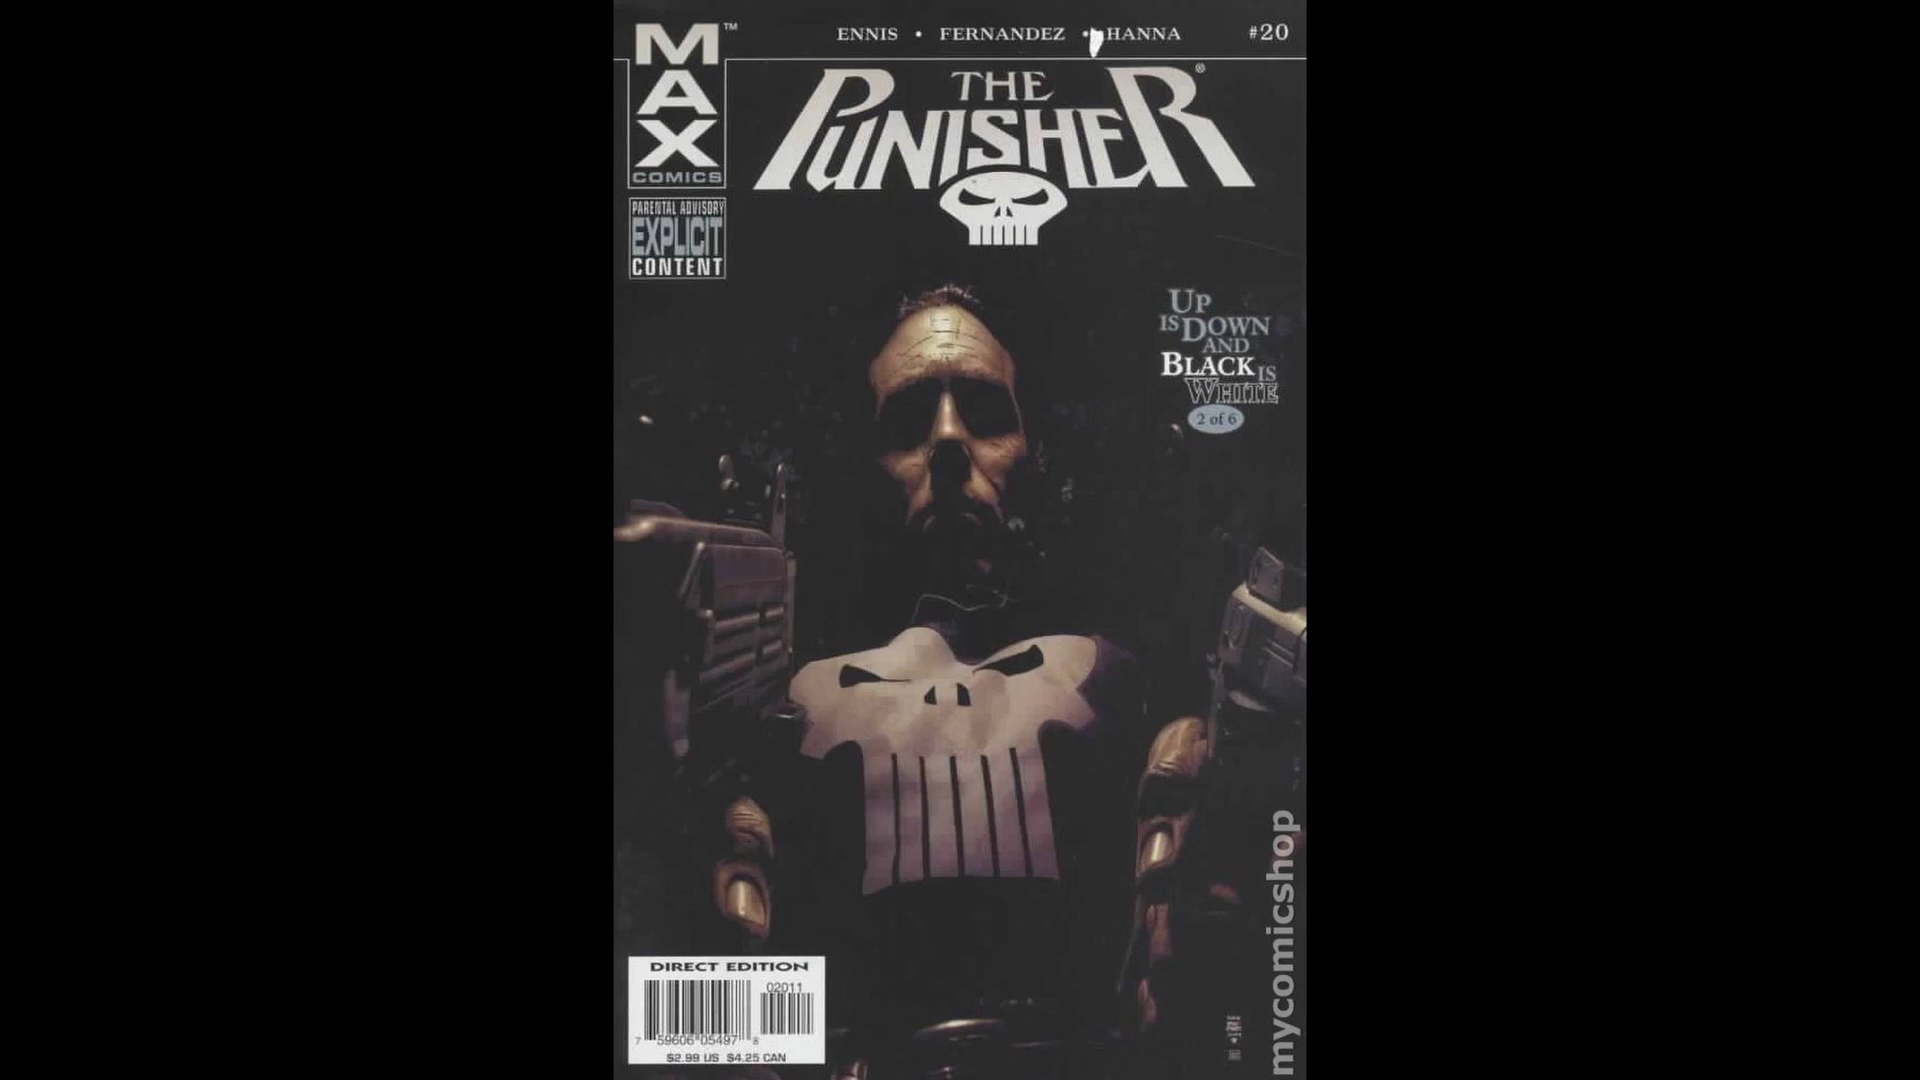 MAX™
COMICS
PARENTAL ADVISORY
EXPLICIT
CONTENT
ENNIS • FERNANDEZ • HANNA
#20
THE
PUNISHER®
UP
IS DOWN
AND
BLACK IS
WHITE
2 of 6
DIRECT EDITION
02011
7 59606 05497 8
$2.99 US $4.25 CAN
mycomicshop